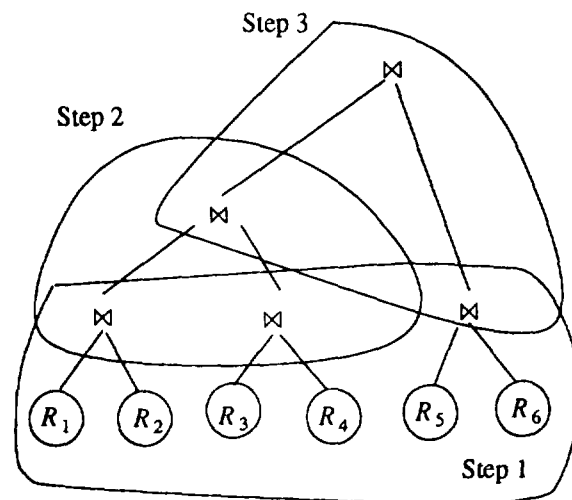 Step 3
⋈
Step 2
⋈
⋈ ⋈ ⋈
R₁ R₂ R₃ R₄ R₅ R₆
Step 1